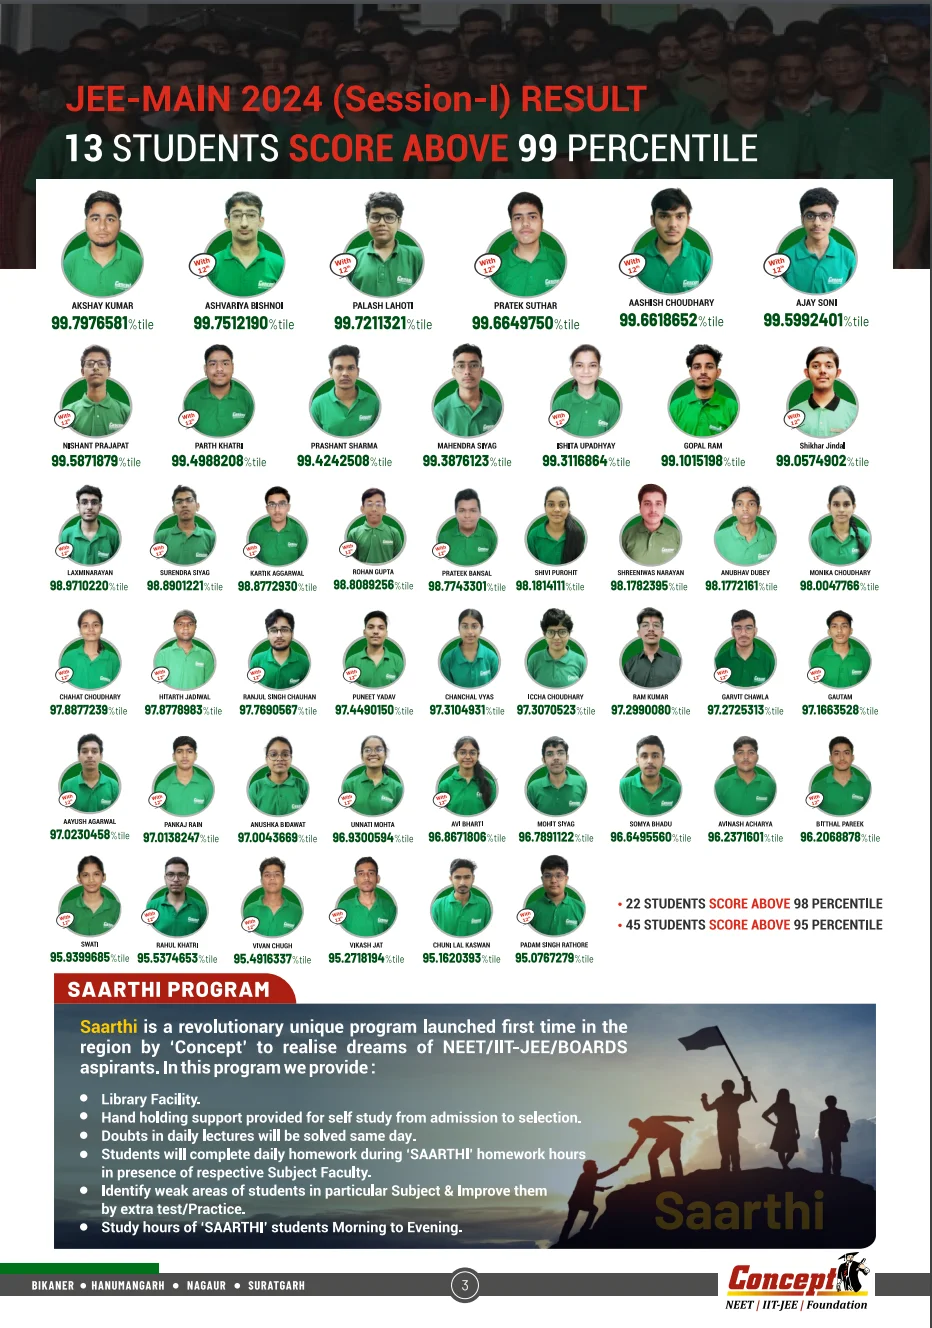 JEE-MAIN 2024 (Session-I) RESULT
13 STUDENTS SCORE ABOVE 99 PERCENTILE
With 12th With 12th With 12th With 12th With 12th
AKSHAY KUMAR ASHVARIYA BISHNOI PALASH LAHOTI PRATEK SUTHAR AASHISH CHOUDHARY AJAY SONI
99.7976581%tile 99.7512190%tile 99.7211321%tile 99.6649750%tile 99.6618652%tile 99.5992401%tile
With 12th With 12th With 12th With 12th
NISHANT PRAJAPAT PARTH KHATRI PRASHANT SHARMA MAHENDRA SIYAG ISHITA UPADHYAY GOPAL RAM Shikhar Jindal
99.5871879%tile 99.4988208%tile 99.4242508%tile 99.3876123%tile 99.3116864%tile 99.1015198%tile 99.0574902%tile
With 12th With 12th With 12th With 12th With 12th
LAXMINARAYAN SURENDRA SIYAG KARTIK AGGARWAL ROHAN GUPTA PRATEEK BANSAL SHIVI PUROHIT SHREENIWAS NARAYAN ANUBHAV DUBEY MONIKA CHOUDHARY
98.9710220%tile 98.8901221%tile 98.8772930%tile 98.8089256%tile 98.7743301%tile 98.1814111%tile 98.1782395%tile 98.1772161%tile 98.0047766%tile
With 12th With 12th With 12th With 12th With 12th With 12th
CHAHAT CHOUDHARY HITARTH JADIWAL RANJUL SINGH CHAUHAN PUNEET YADAV CHANCHAL VYAS ICCHA CHOUDHARY RAM KUMAR GARVIT CHAWLA GAUTAM
97.8877239%tile 97.8778983%tile 97.7690567%tile 97.4490150%tile 97.3104931%tile 97.3070523%tile 97.2990080%tile 97.2725313%tile 97.1663528%tile
With 12th With 12th With 12th With 12th With 12th
AAYUSH AGARWAL PANKAJ RAIN ANUSHKA BIDAWAT UNNATI MOHTA AVI BHARTI MOHIT SIYAG SOMYA BHADU AVINASH ACHARYA BITTHAL PAREEK
97.0230458%tile 97.0138247%tile 97.0043669%tile 96.9300594%tile 96.8671806%tile 96.7891122%tile 96.6495560%tile 96.2371601%tile 96.2068878%tile
With 12th With 12th With 12th With 12th With 12th
SWATI RAHUL KHATRI VIVAN CHUGH VIKASH JAT CHUNI LAL KASWAN PADAM SINGH RATHORE
95.9399685%tile 95.5374653%tile 95.4916337%tile 95.2718194%tile 95.1620393%tile 95.0767279%tile
• 22 STUDENTS SCORE ABOVE 98 PERCENTILE
• 45 STUDENTS SCORE ABOVE 95 PERCENTILE
SAARTHI PROGRAM
Saarthi is a revolutionary unique program launched first time in the
region by ‘Concept’ to realise dreams of NEET/IIT-JEE/BOARDS
aspirants. In this program we provide :
• Library Facility.
• Hand holding support provided for self study from admission to selection.
• Doubts in daily lectures will be solved same day.
• Students will complete daily homework during ‘SAARTHI’ homework hours
in presence of respective Subject Faculty.
• Identify weak areas of students in particular Subject & Improve them
by extra test/Practice.
• Study hours of ‘SAARTHI’ students Morning to Evening.
Saarthi
BIKANER ● HANUMANGARH ● NAGAUR ● SURATGARH
3
Concept
NEET | IIT-JEE | Foundation